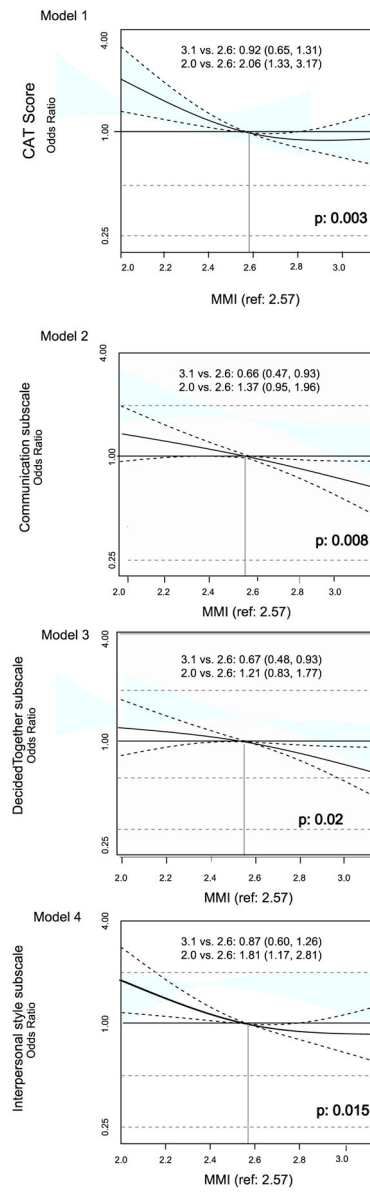 Model 1
CAT Score
Odds Ratio
4.00
1.00
0.25
3.1 vs. 2.6: 0.92 (0.65, 1.31)
2.0 vs. 2.6: 2.06 (1.33, 3.17)
p: 0.003
2.0 2.2 2.4 2.6 2.8 3.0
MMI (ref: 2.57)
Model 2
Communication subscale
Odds Ratio
4.00
1.00
0.25
3.1 vs. 2.6: 0.66 (0.47, 0.93)
2.0 vs. 2.6: 1.37 (0.95, 1.96)
p: 0.008
2.0 2.2 2.4 2.6 2.8 3.0
MMI (ref: 2.57)
Model 3
DecidedTogether subscale
Odds Ratio
4.00
1.00
0.25
3.1 vs. 2.6: 0.67 (0.48, 0.93)
2.0 vs. 2.6: 1.21 (0.83, 1.77)
p: 0.02
2.0 2.2 2.4 2.6 2.8 3.0
MMI (ref: 2.57)
Model 4
Interpersonal style subscale
Odds Ratio
4.00
1.00
0.25
3.1 vs. 2.6: 0.87 (0.60, 1.26)
2.0 vs. 2.6: 1.81 (1.17, 2.81)
p: 0.015
2.0 2.2 2.4 2.6 2.8 3.0
MMI (ref: 2.57)